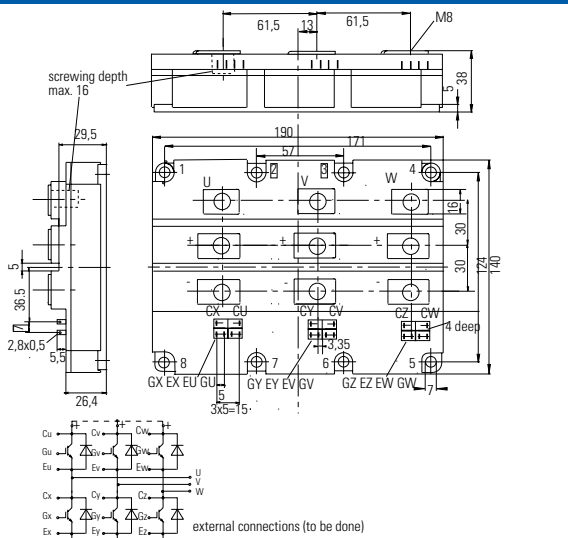 61,5
61,5
13
M8
screwing depth
max. 16
5
38
29,5
190
171
57
1
2
3
4
U
V
W
16
30
30
124
140
+
+
+
-
-
-
5
36,5
7
2,8x0,5
5,5
26,4
CX CU
CY CV
CZ CW
4 deep
8
7
6
5
3,35
GX EX EU GU
GY EY EV GV
GZ EZ EW GW
7
5
3x5=15
+
+
+
Cu
Cv
Cw
Gu
Gv
Gw
Eu
Ev
Ew
U
V
W
Cx
Cy
Cz
Gx
Gy
Gz
Ex
Ey
Ez
external connections (to be done)